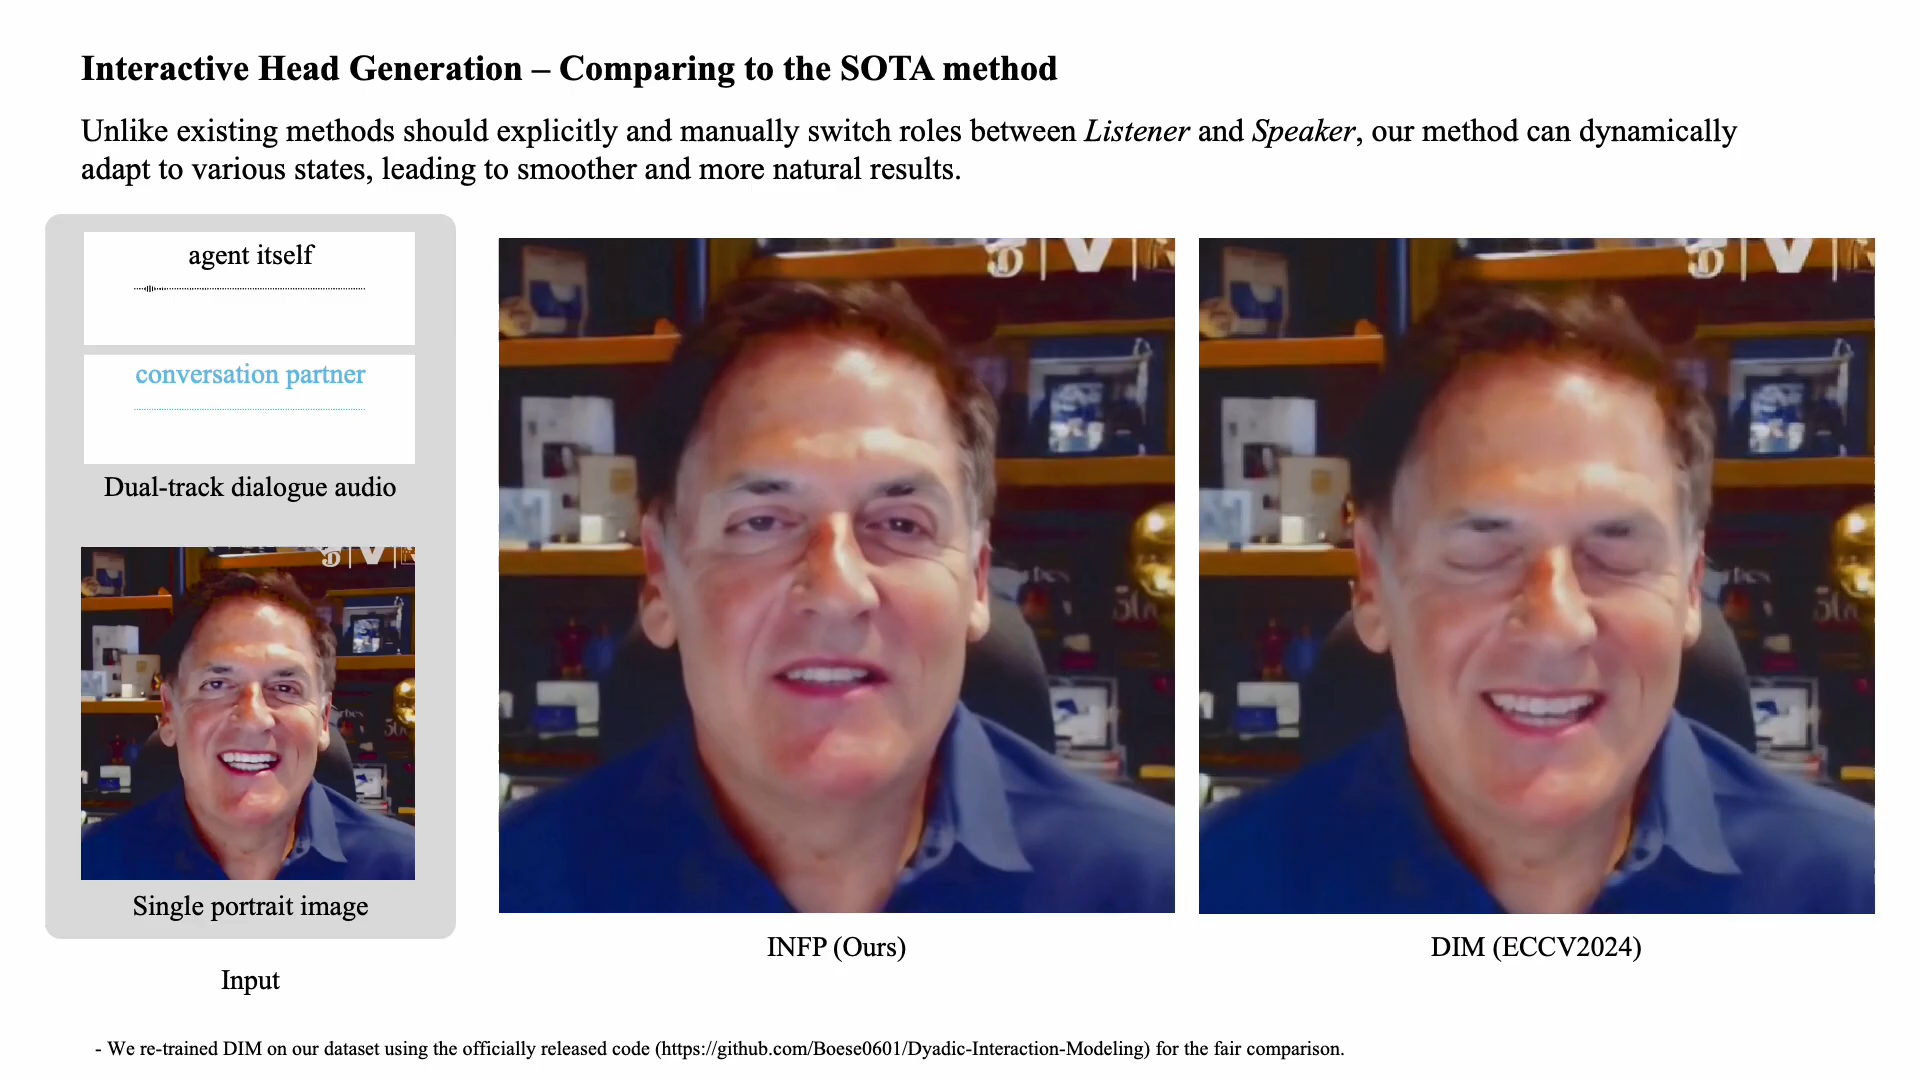 Interactive Head Generation – Comparing to the SOTA method
Unlike existing methods should explicitly and manually switch roles between Listener and Speaker, our method can dynamically
adapt to various states, leading to smoother and more natural results.
agent itself
conversation partner
Dual-track dialogue audio
Single portrait image
Input
INFP (Ours)
DIM (ECCV2024)
- We re-trained DIM on our dataset using the officially released code (https://github.com/Boese0601/Dyadic-Interaction-Modeling) for the fair comparison.